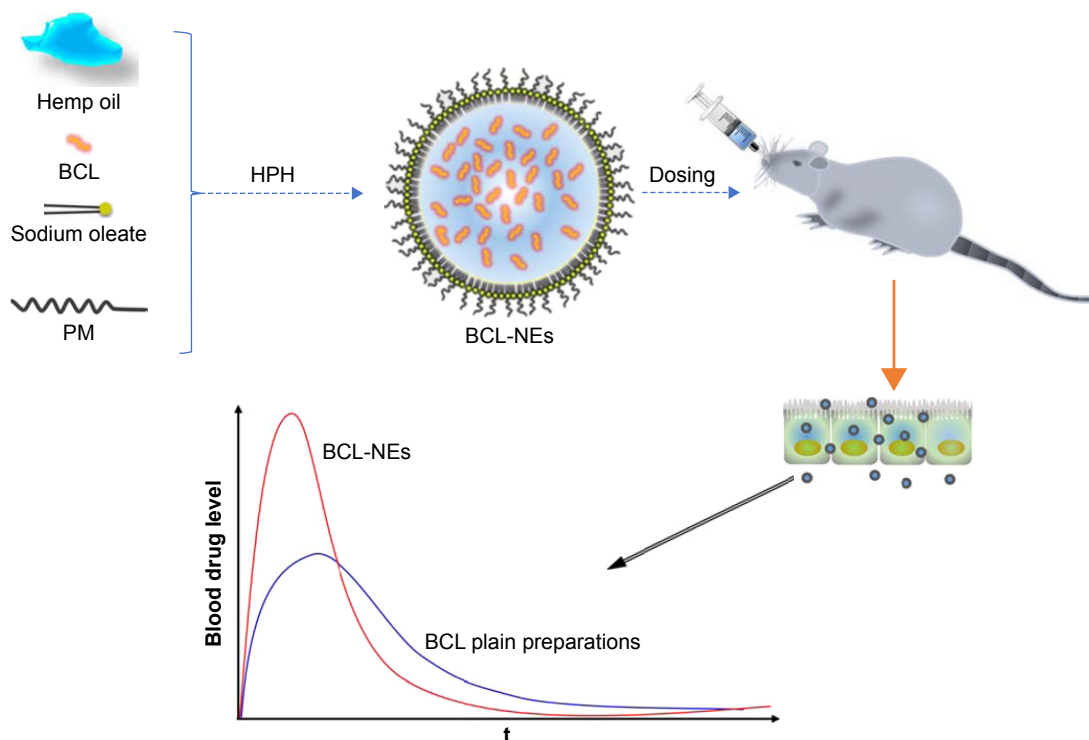 Hemp oil
BCL
Sodium oleate
PM
HPH
BCL-NEs
Dosing
BCL-NEs
BCL plain preparations
Blood drug level
t